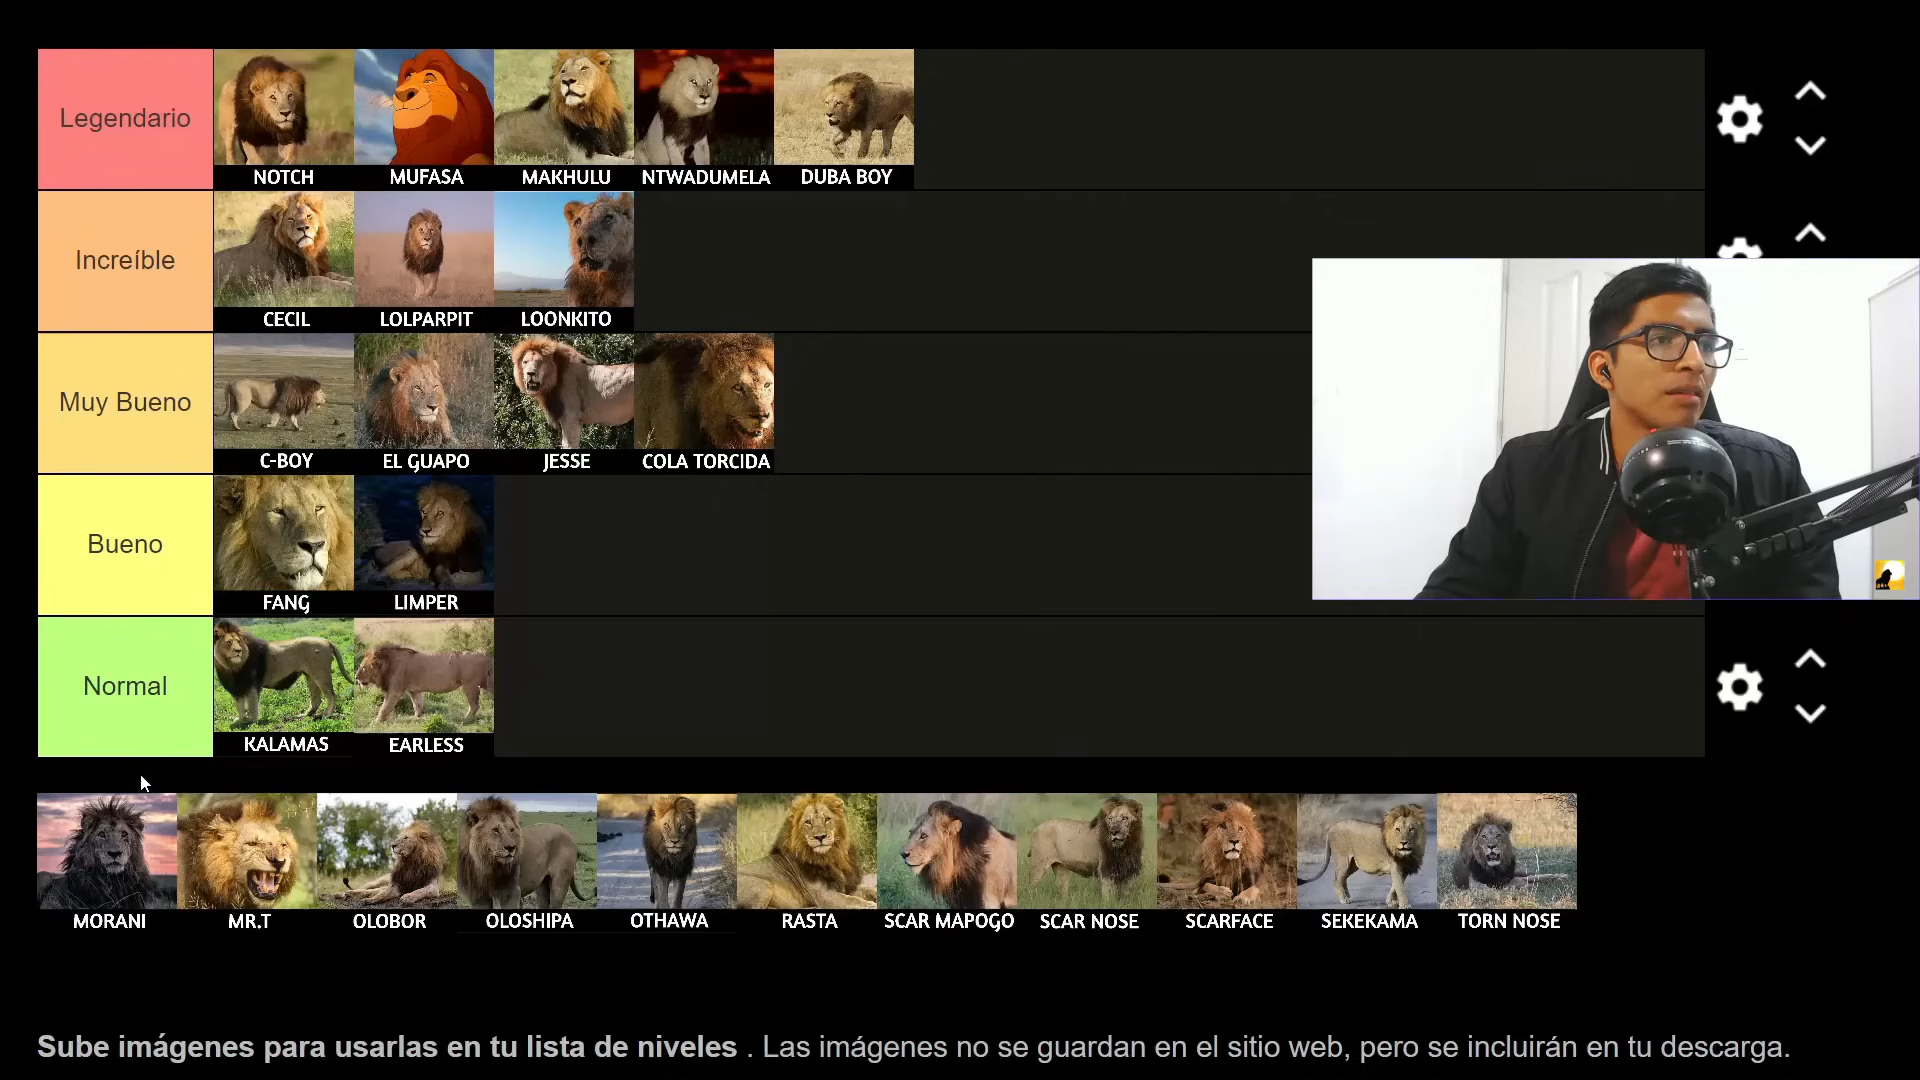 Legendario
NOTCH
MUFASA
MAKHULU
NTWADUMELA
DUBA BOY
Increíble
CECIL
LOLPARPIT
LOONKITO
Muy Bueno
C-BOY
EL GUAPO
JESSE
COLA TORCIDA
Bueno
FANG
LIMPER
Normal
KALAMAS
EARLESS
MORANI
MR.T
OLOBOR
OLOSHIPA
OTHAWA
RASTA
SCAR MAPOGO
SCAR NOSE
SCARFACE
SEKEKAMA
TORN NOSE
Sube imágenes para usarlas en tu lista de niveles . Las imágenes no se guardan en el sitio web, pero se incluirán en tu descarga.